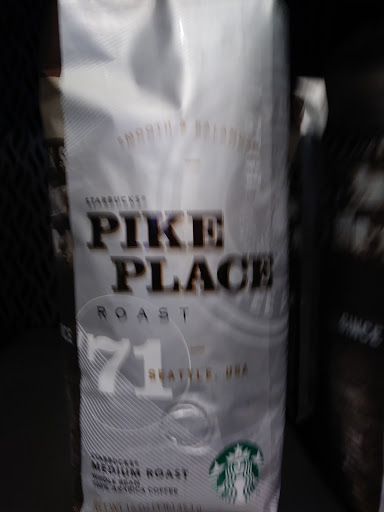 SMOOTH & BALANCED
STARBUCKS
PIKE
PLACE
ROAST
71
SEATTLE, USA
STARBUCKS
MEDIUM ROAST
WHOLE BEAN
100% ARABICA COFFEE